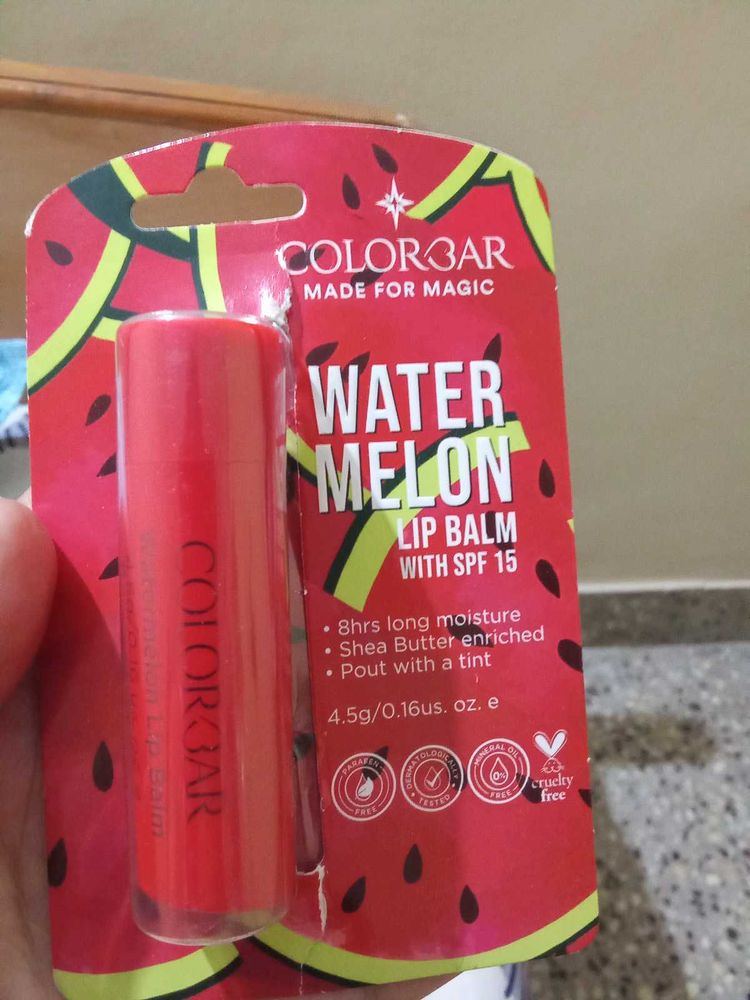 COLORBAR
MADE FOR MAGIC
WATER
MELON
LIP BALM
WITH SPF 15
• 8hrs long moisture
• Shea Butter enriched
• Pout with a tint
4.5g/0.16us. oz. e
PARABEN FREE
DERMATOLOGICALLY TESTED
MINERAL OIL 0% FREE
cruelty
free
COLORBAR
Watermelon Lip Balm